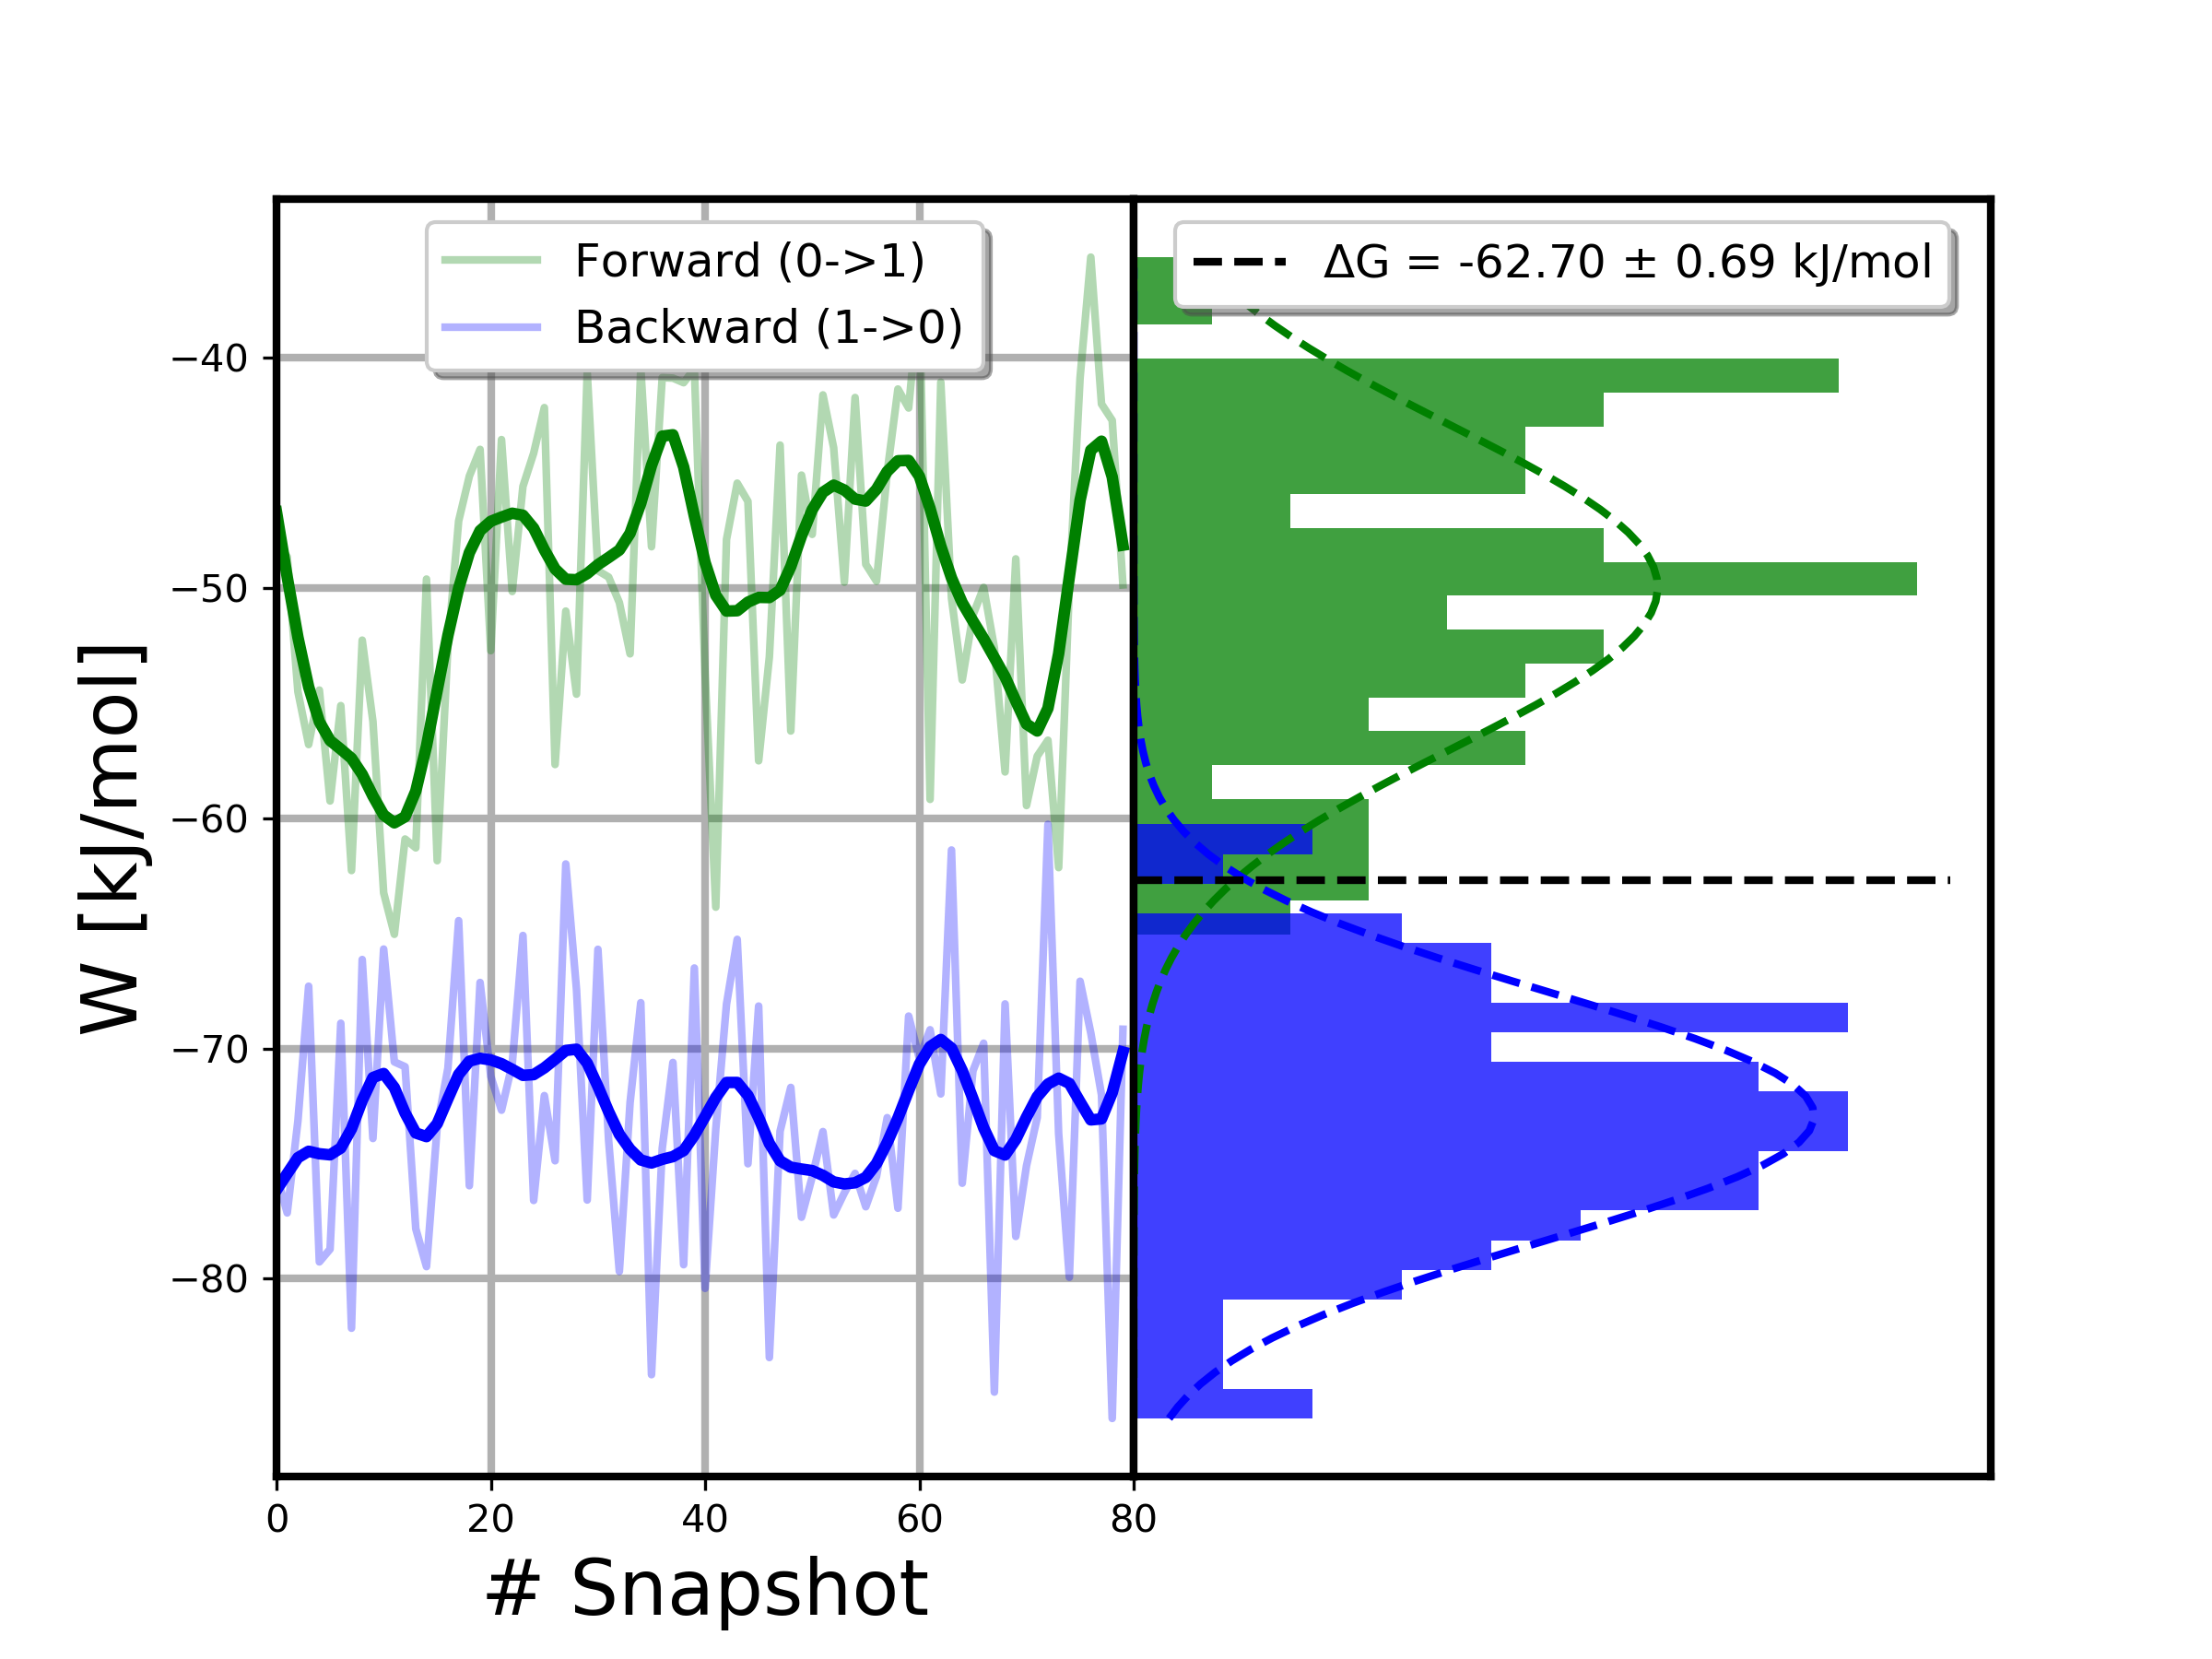 Forward (0->1)
Backward (1->0)
ΔG = -62.70 ± 0.69 kJ/mol
−40
−50
−60
−70
−80
W [kJ/mol]
0 20 40 60 80
# Snapshot